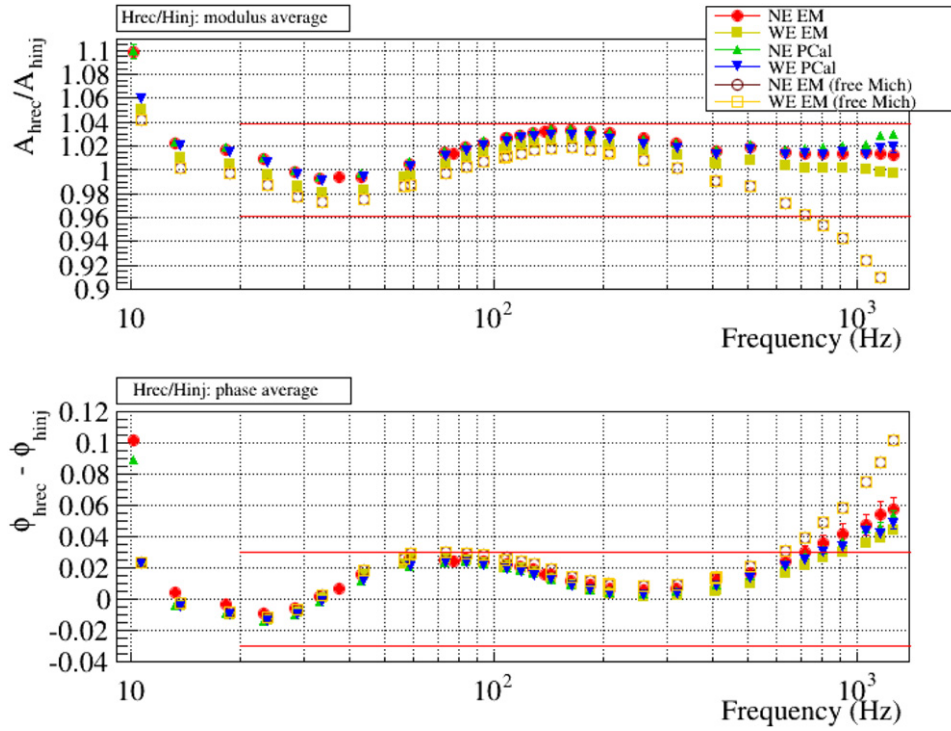 Hrec/Hinj: modulus average
NE EM
WE EM
NE PCal
WE PCal
NE EM (free Mich)
WE EM (free Mich)
A_hrec/A_hinj
1.1
1.08
1.06
1.04
1.02
1
0.98
0.96
0.94
0.92
0.9
10
10²
10³
Frequency (Hz)
Hrec/Hinj: phase average
ϕ_hrec - ϕ_hinj
0.12
0.1
0.08
0.06
0.04
0.02
0
-0.02
-0.04
10
10²
10³
Frequency (Hz)